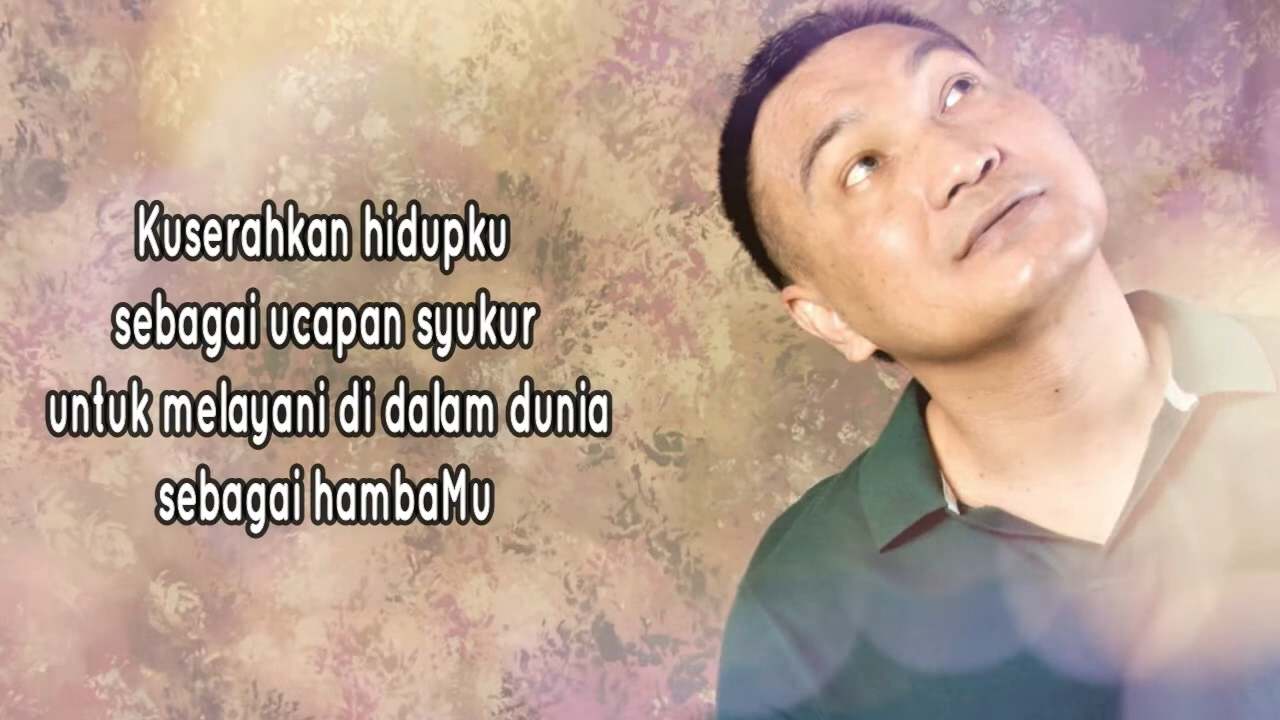 Kuserahkan hidupku
sebagai ucapan syukur
untuk melayani di dalam dunia
sebagai hambaMu